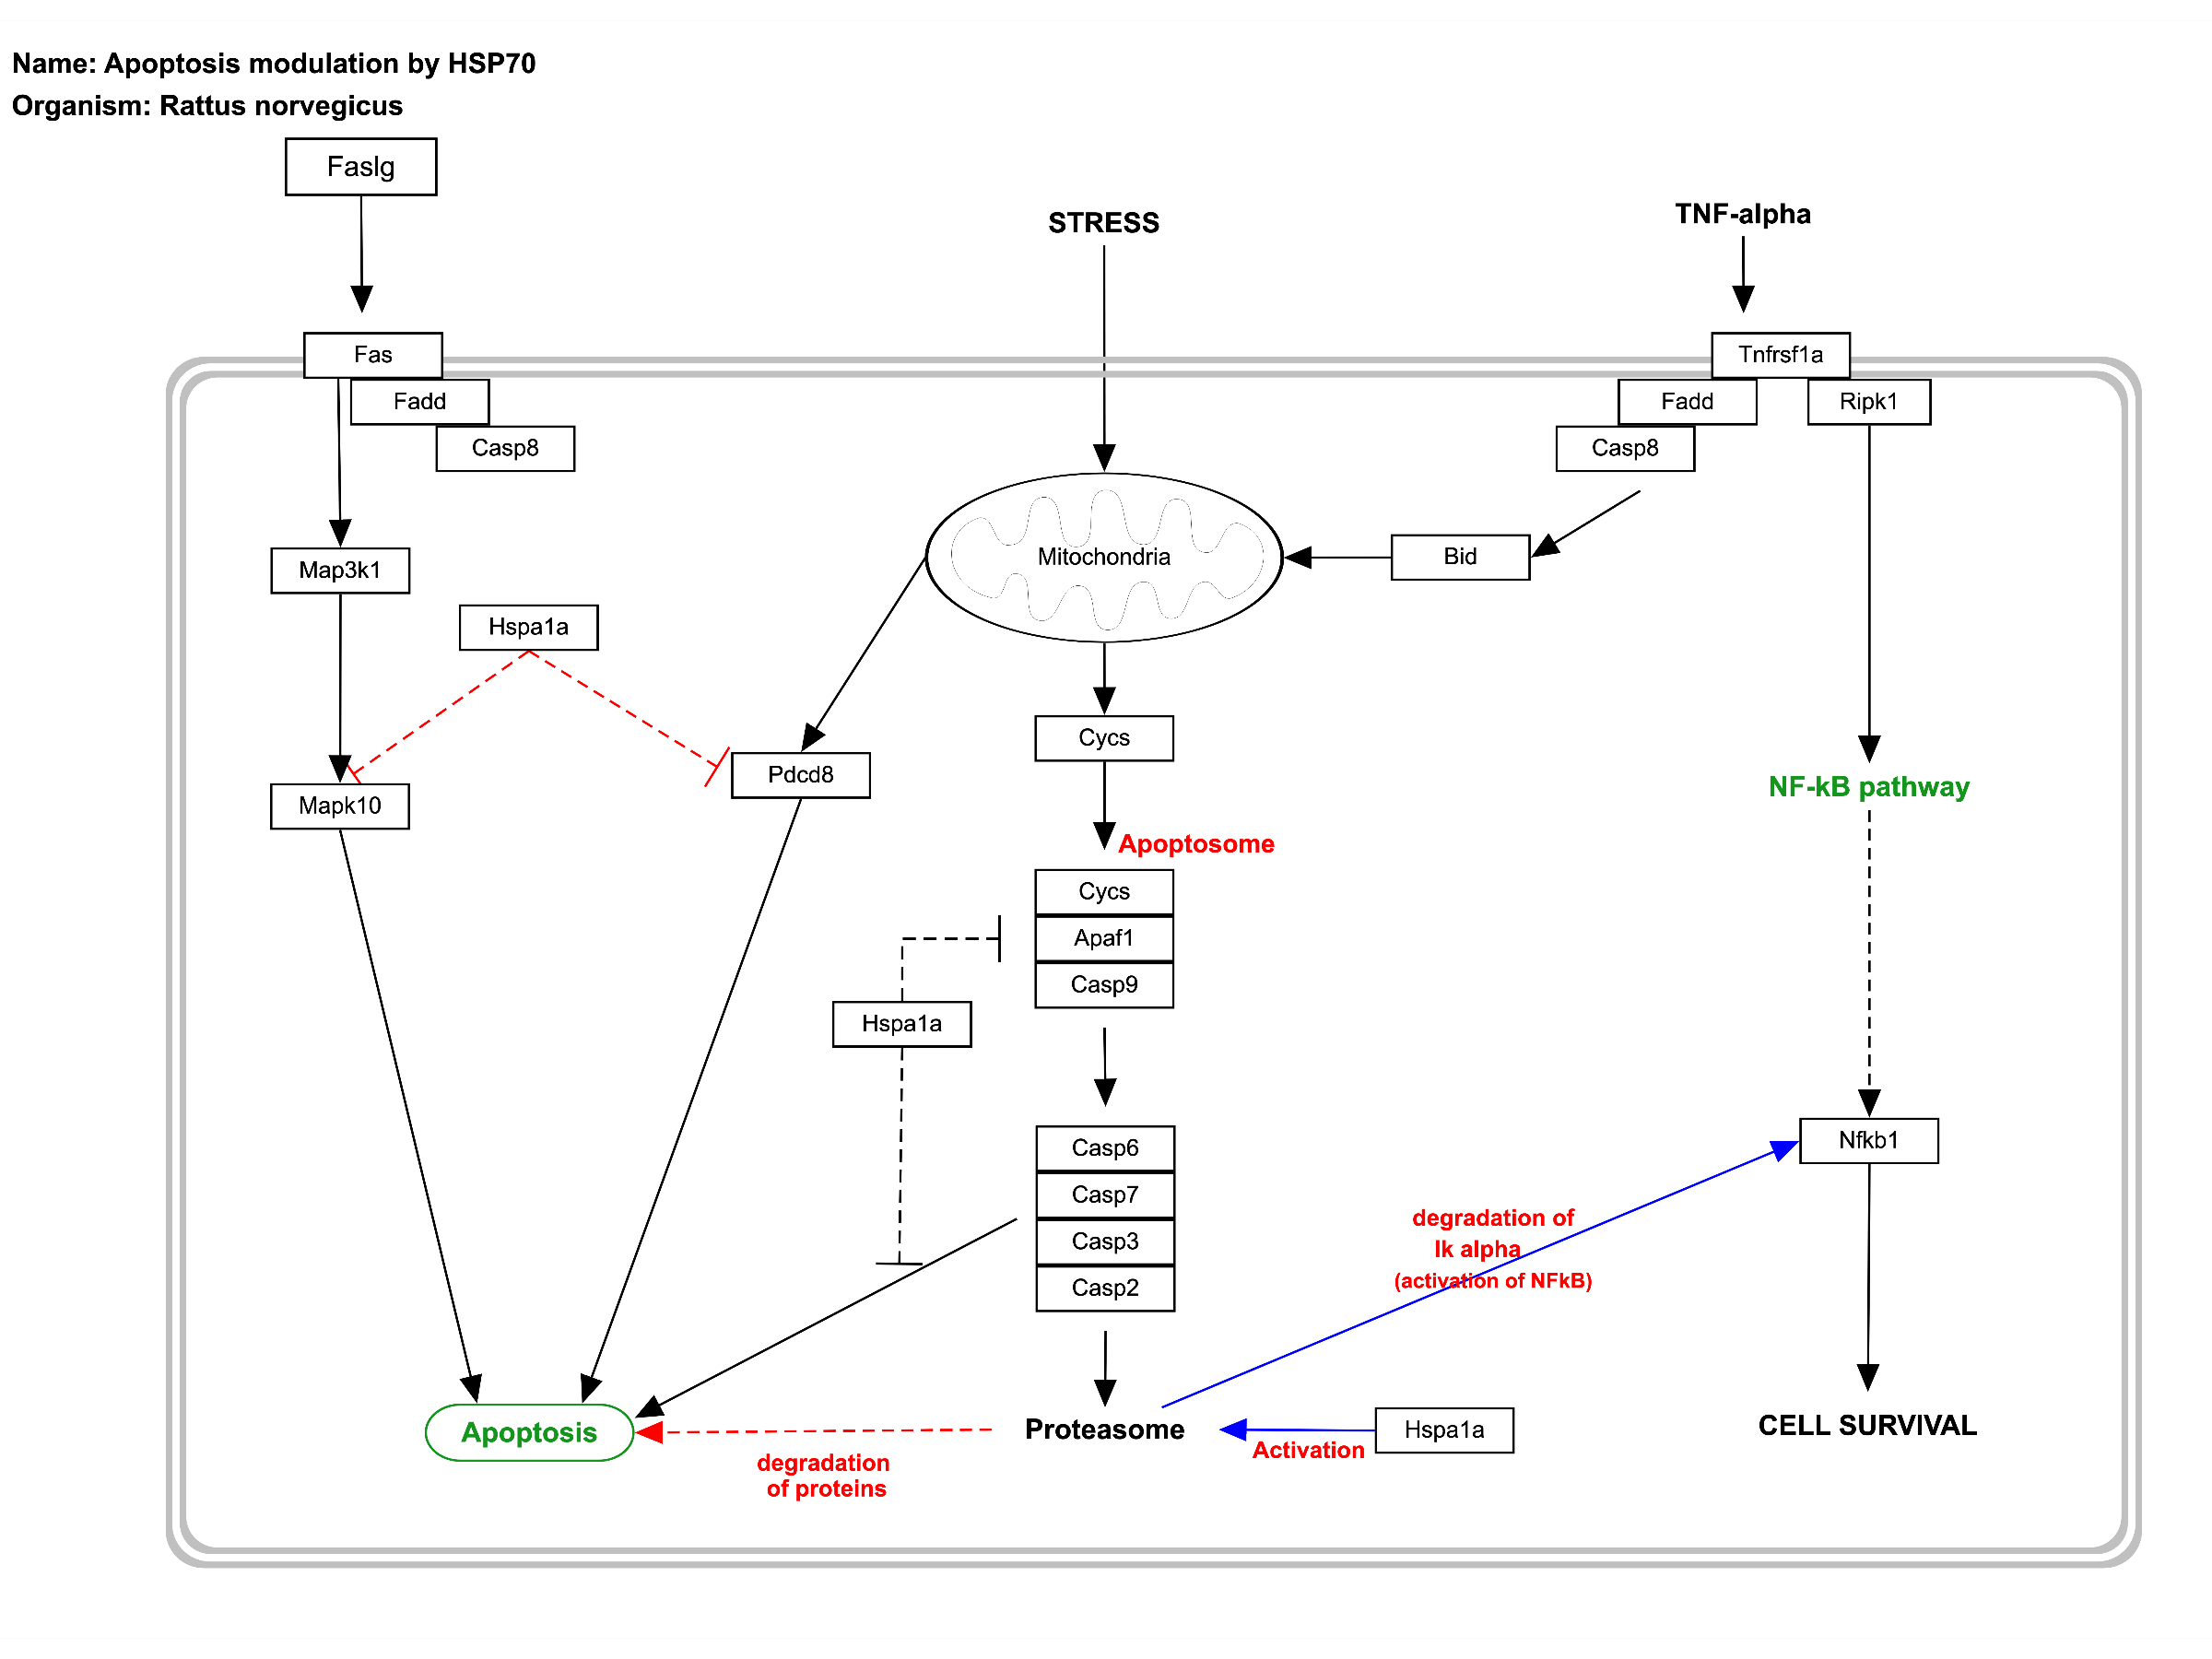 Name: Apoptosis modulation by HSP70
Organism: Rattus norvegicus
Faslg
STRESS
TNF-alpha
Fas
Tnfrsf1a
Fadd
Fadd
Ripk1
Casp8
Casp8
Mitochondria
Bid
Map3k1
Hspa1a
Cycs
Pdcd8
NF-kB pathway
Mapk10
Apoptosome
Cycs
Apaf1
Casp9
Hspa1a
Nfkb1
Casp6
Casp7
Casp3
Casp2
degradation of
Ik alpha
(activation of NFkB)
Apoptosis
Proteasome
Hspa1a
CELL SURVIVAL
Activation
degradation
of proteins